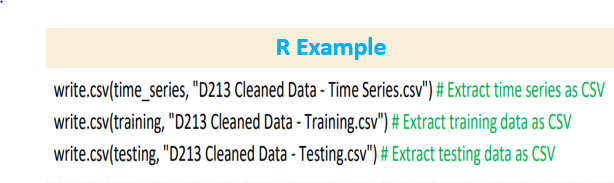 R Example
write.csv(time_series, "D213 Cleaned Data - Time Series.csv") # Extract time series as CSV
write.csv(training, "D213 Cleaned Data - Training.csv") # Extract training data as CSV
write.csv(testing, "D213 Cleaned Data - Testing.csv") # Extract testing data as CSV